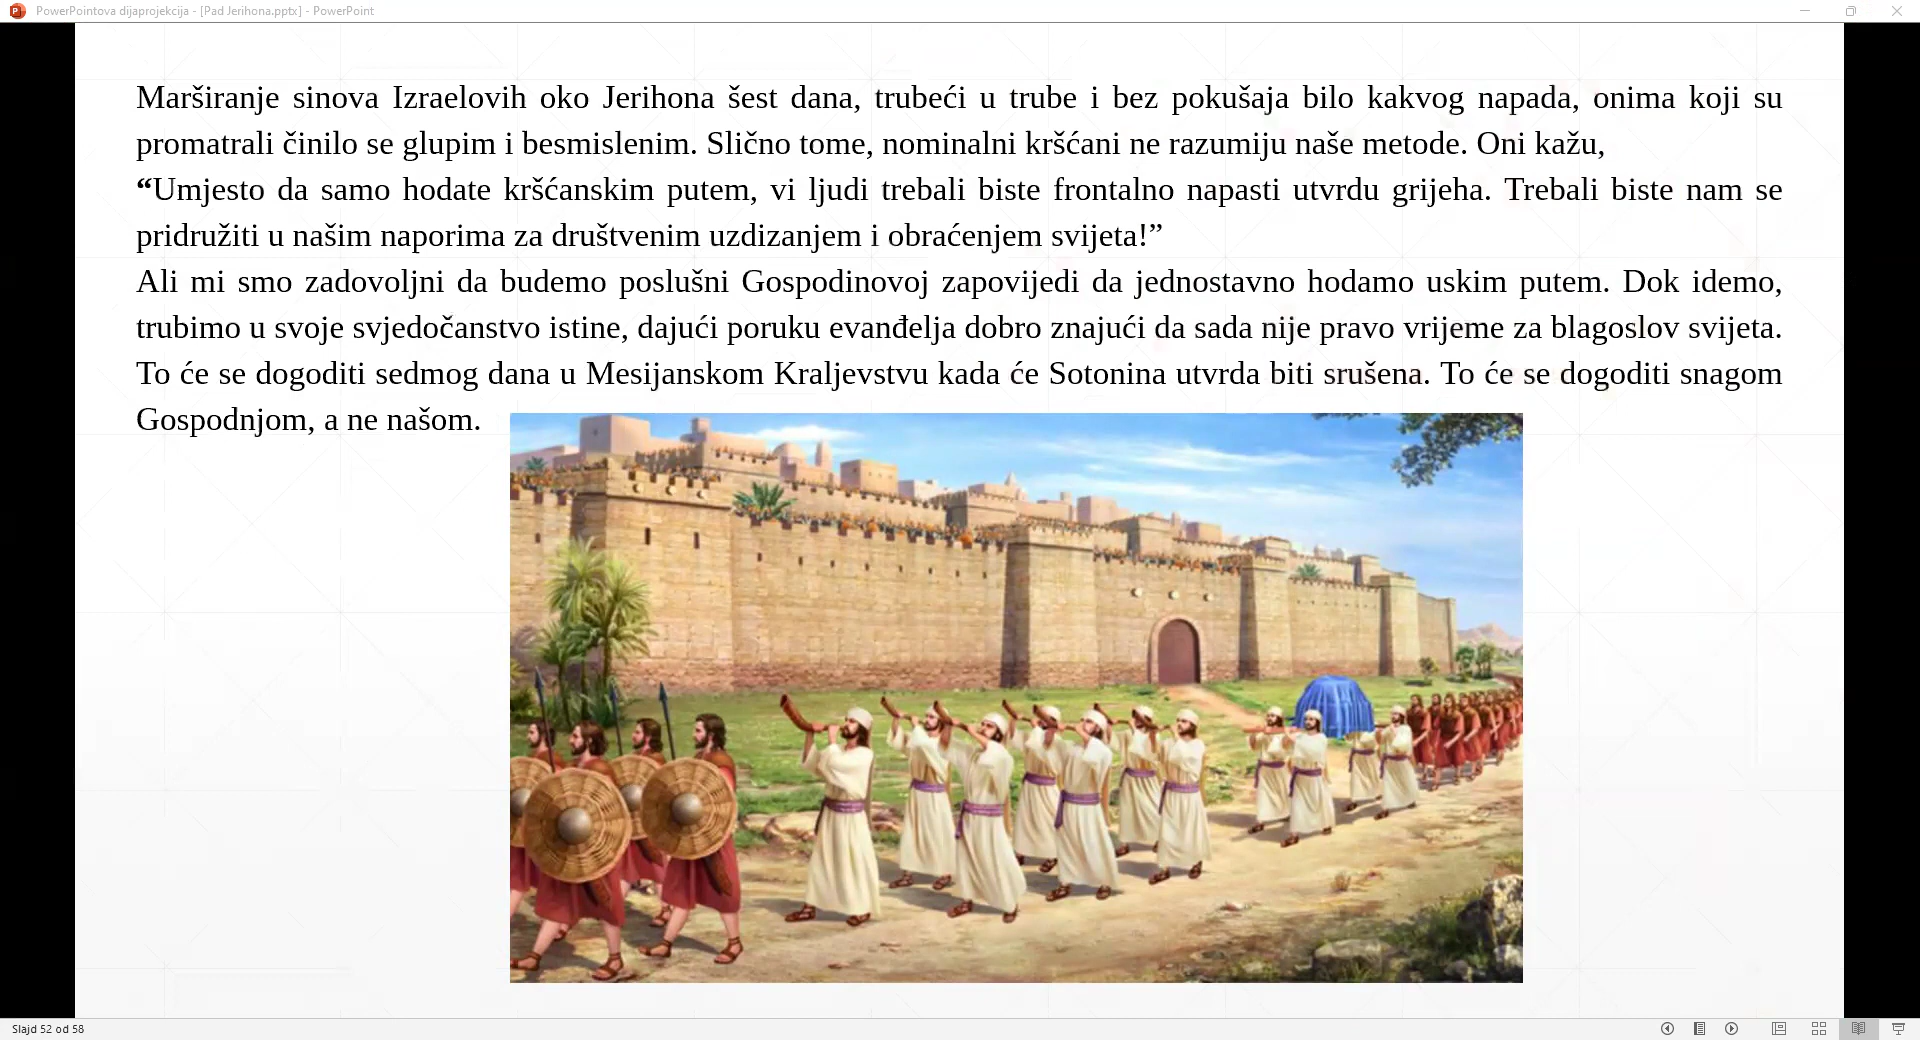 PowerPointova dijaprojekcija - [Pad Jerihona.pptx] - PowerPoint
Marširanje sinova Izraelovih oko Jerihona šest dana, trubeći u trube i bez pokušaja bilo kakvog napada, onima koji su
promatrali činilo se glupim i besmislenim. Slično tome, nominalni kršćani ne razumiju naše metode. Oni kažu,
“Umjesto da samo hodate kršćanskim putem, vi ljudi trebali biste frontalno napasti utvrdu grijeha. Trebali biste nam se
pridružiti u našim naporima za društvenim uzdizanjem i obraćenjem svijeta!”
Ali mi smo zadovoljni da budemo poslušni Gospodinovoj zapovijedi da jednostavno hodamo uskim putem. Dok idemo,
trubimo u svoje svjedočanstvo istine, dajući poruku evanđelja dobro znajući da sada nije pravo vrijeme za blagoslov svijeta.
To će se dogoditi sedmog dana u Mesijanskom Kraljevstvu kada će Sotonina utvrda biti srušena. To će se dogoditi snagom
Gospodnjom, a ne našom.
Slajd 52 od 58